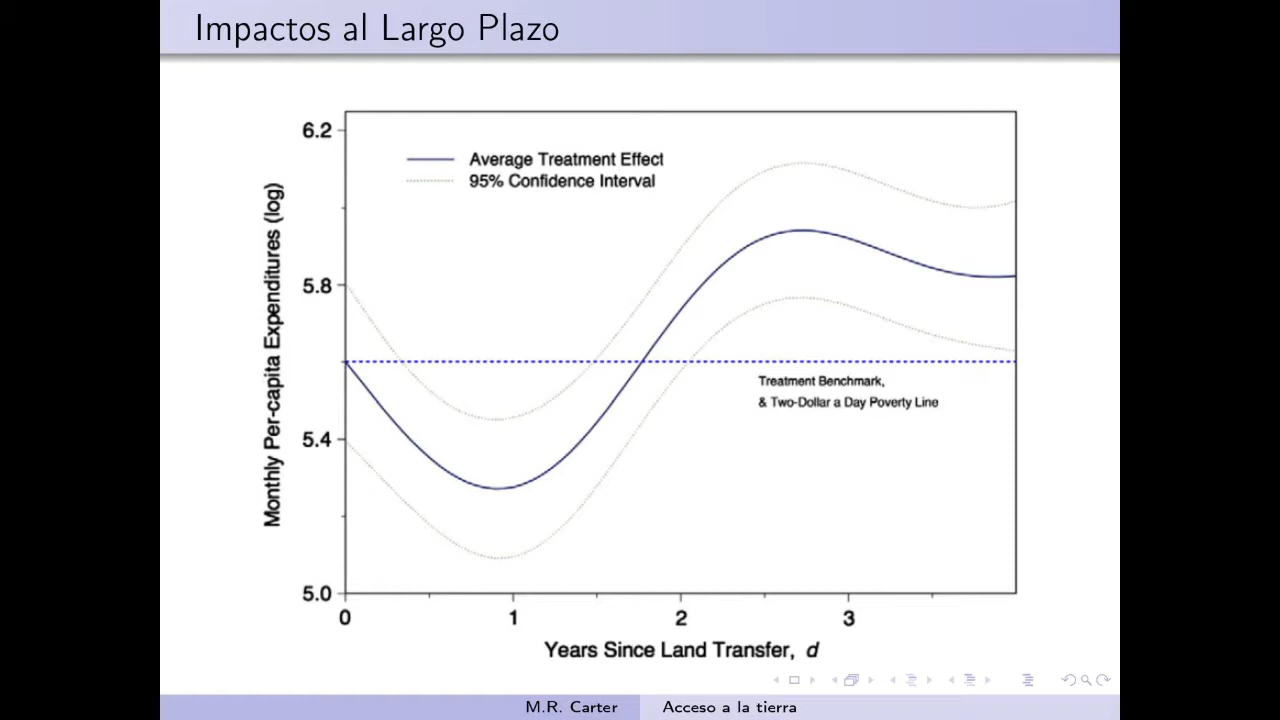 Impactos al Largo Plazo
6.2
Average Treatment Effect
95% Confidence Interval
5.8
Monthly Per-capita Expenditures (log)
Treatment Benchmark,
& Two-Dollar a Day Poverty Line
5.4
5.0
0 1 2 3
Years Since Land Transfer, d
M.R. Carter Acceso a la tierra